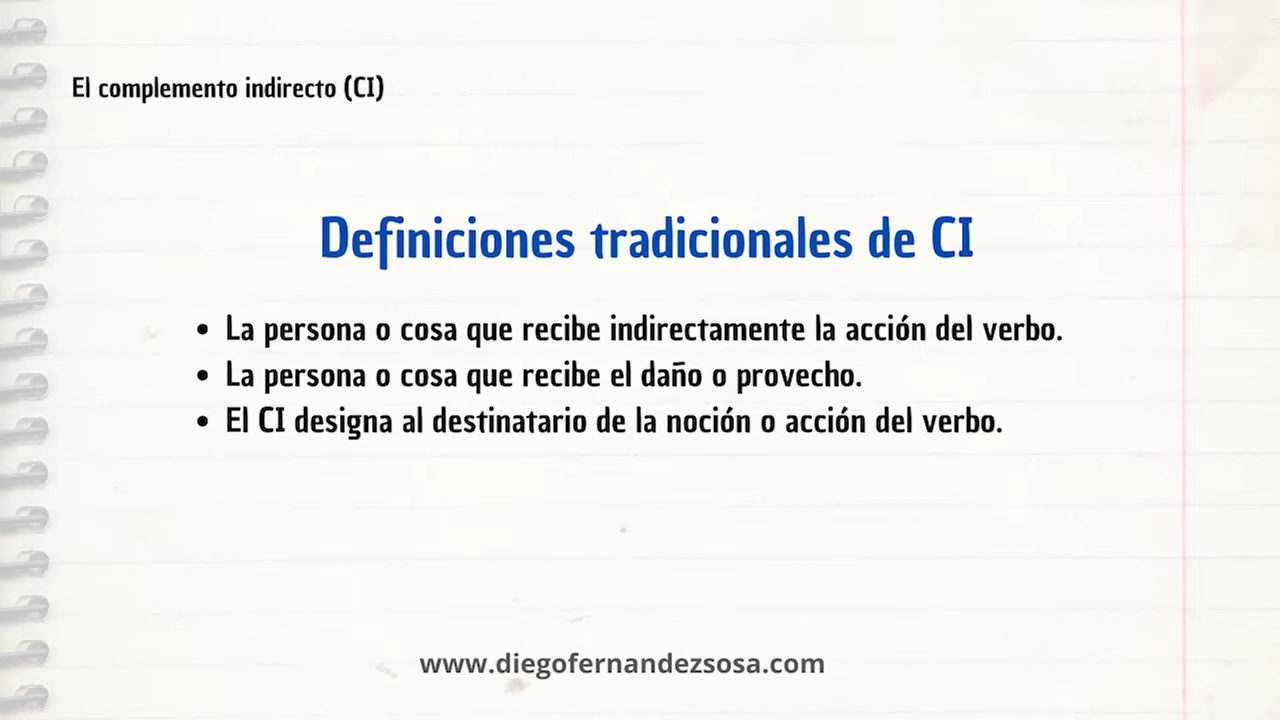 El complemento indirecto (CI)
Definiciones tradicionales de CI
• La persona o cosa que recibe indirectamente la acción del verbo.
• La persona o cosa que recibe el daño o provecho.
• El CI designa al destinatario de la noción o acción del verbo.
www.diegofernandezsosa.com